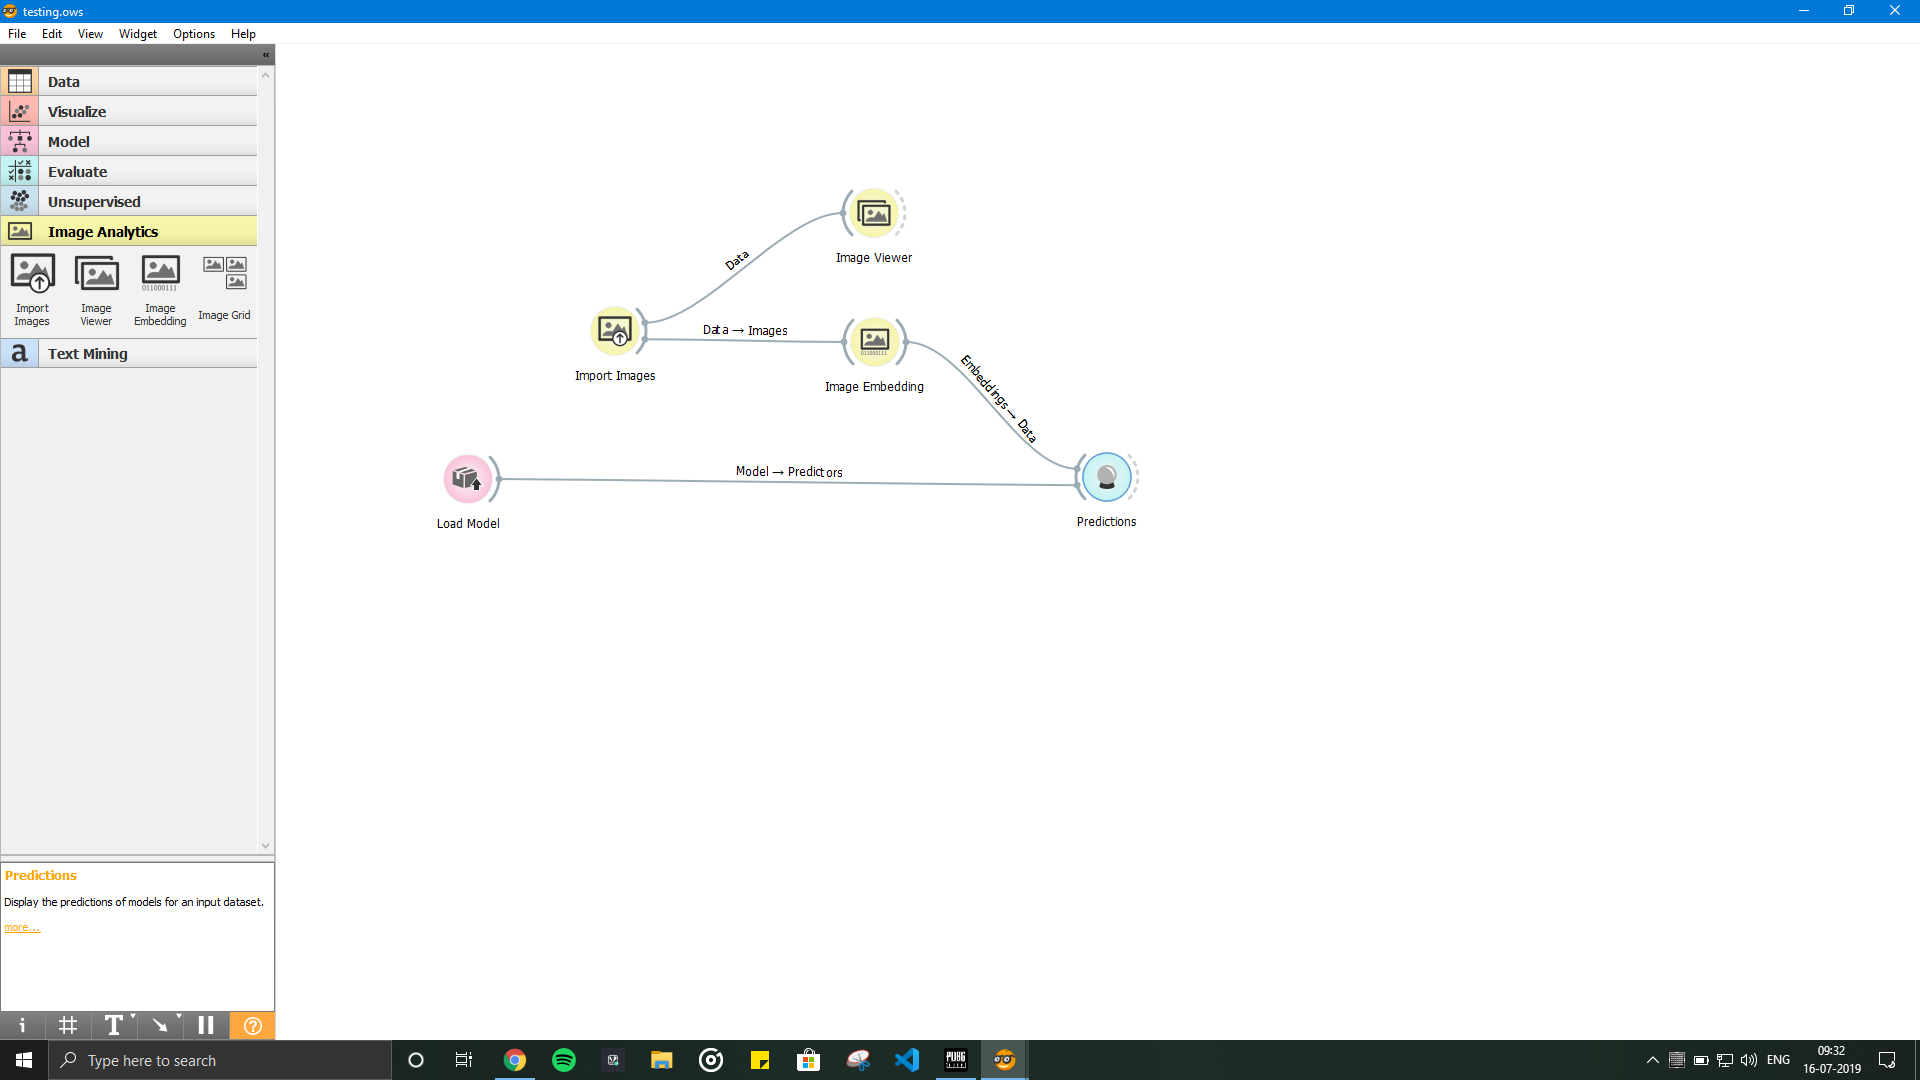 testing.ows
File Edit View Widget Options Help
«
Data
Visualize
Model
Evaluate
Unsupervised
Image Analytics
Import Images
Image Viewer
Image Embedding
Image Grid
a Text Mining
Data
Image Viewer
Data → Images
Import Images
011000111
Image Embedding
Embeddings → Data
Model → Predictors
Load Model
Predictions
Predictions
Display the predictions of models for an input dataset.
more...
i # T ?
Type here to search
PUBG
ENG
09:32
16-07-2019